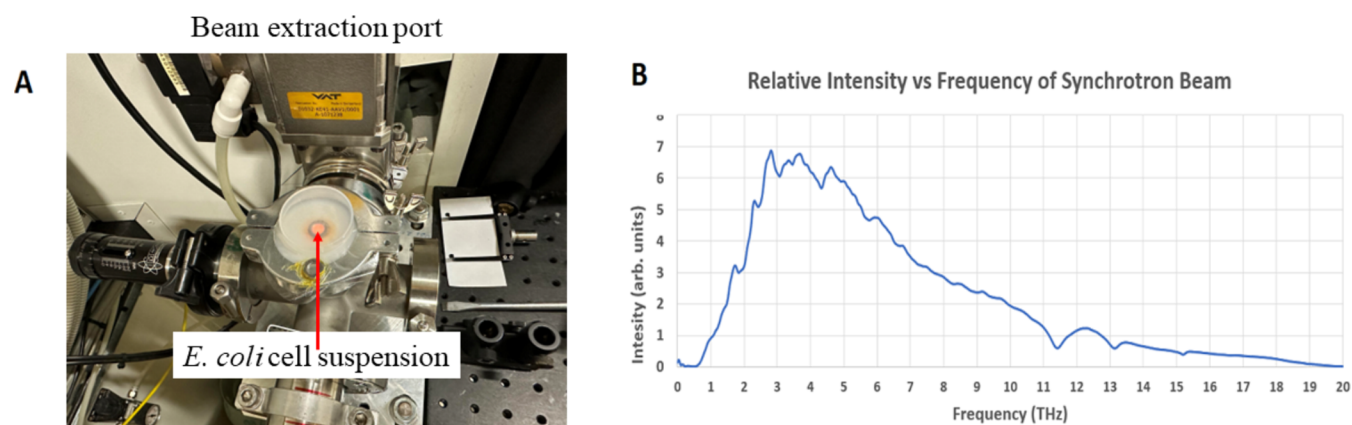 Beam extraction port
A
VAT
E. coli cell suspension
B
Relative Intensity vs Frequency of Synchrotron Beam
Intesity (arb. units)
8
7
6
5
4
3
2
1
0
0 1 2 3 4 5 6 7 8 9 10 11 12 13 14 15 16 17 18 19 20
Frequency (THz)